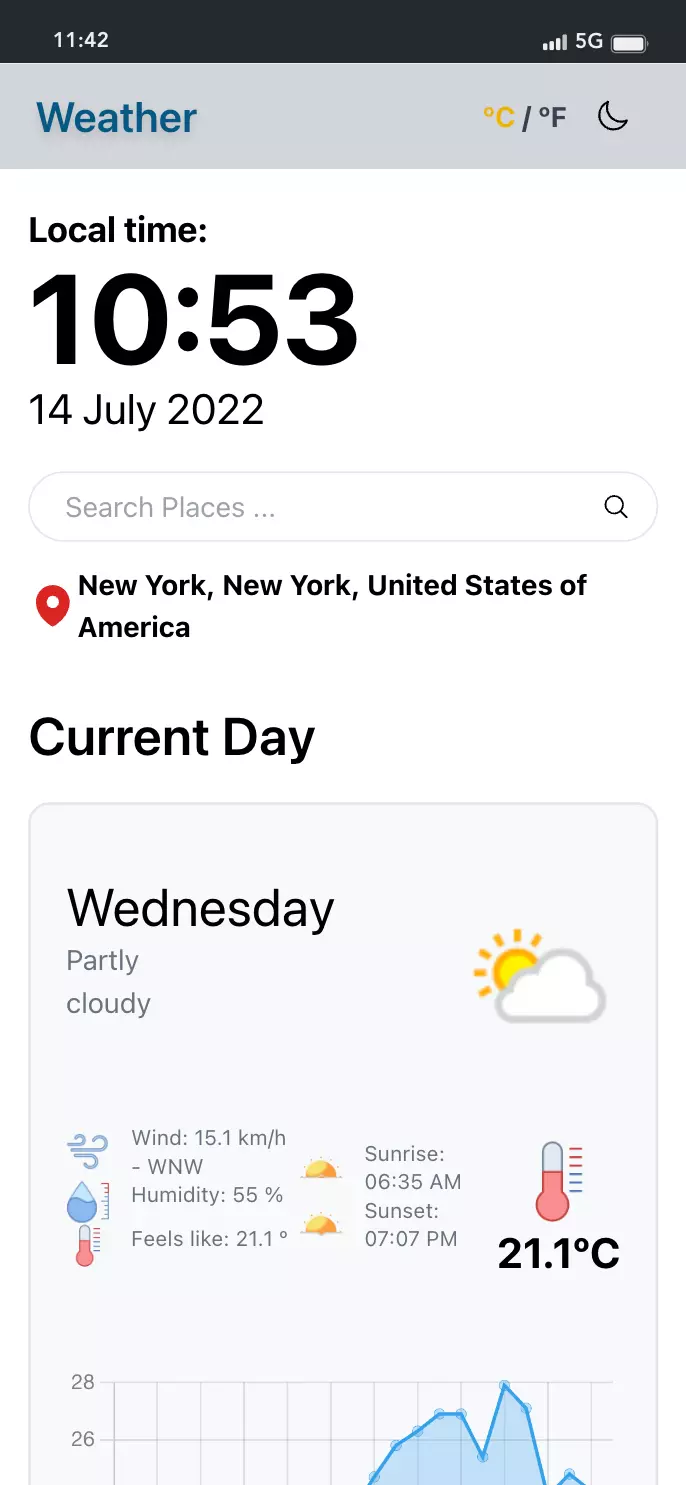 11:42
5G
Weather
°C / °F
Local time:
10:53
14 July 2022
Search Places ...
New York, New York, United States of
America
Current Day
Wednesday
Partly
cloudy
Wind: 15.1 km/h
- WNW
Humidity: 55 %
Feels like: 21.1 °
Sunrise:
06:35 AM
Sunset:
07:07 PM
21.1°C
28
26